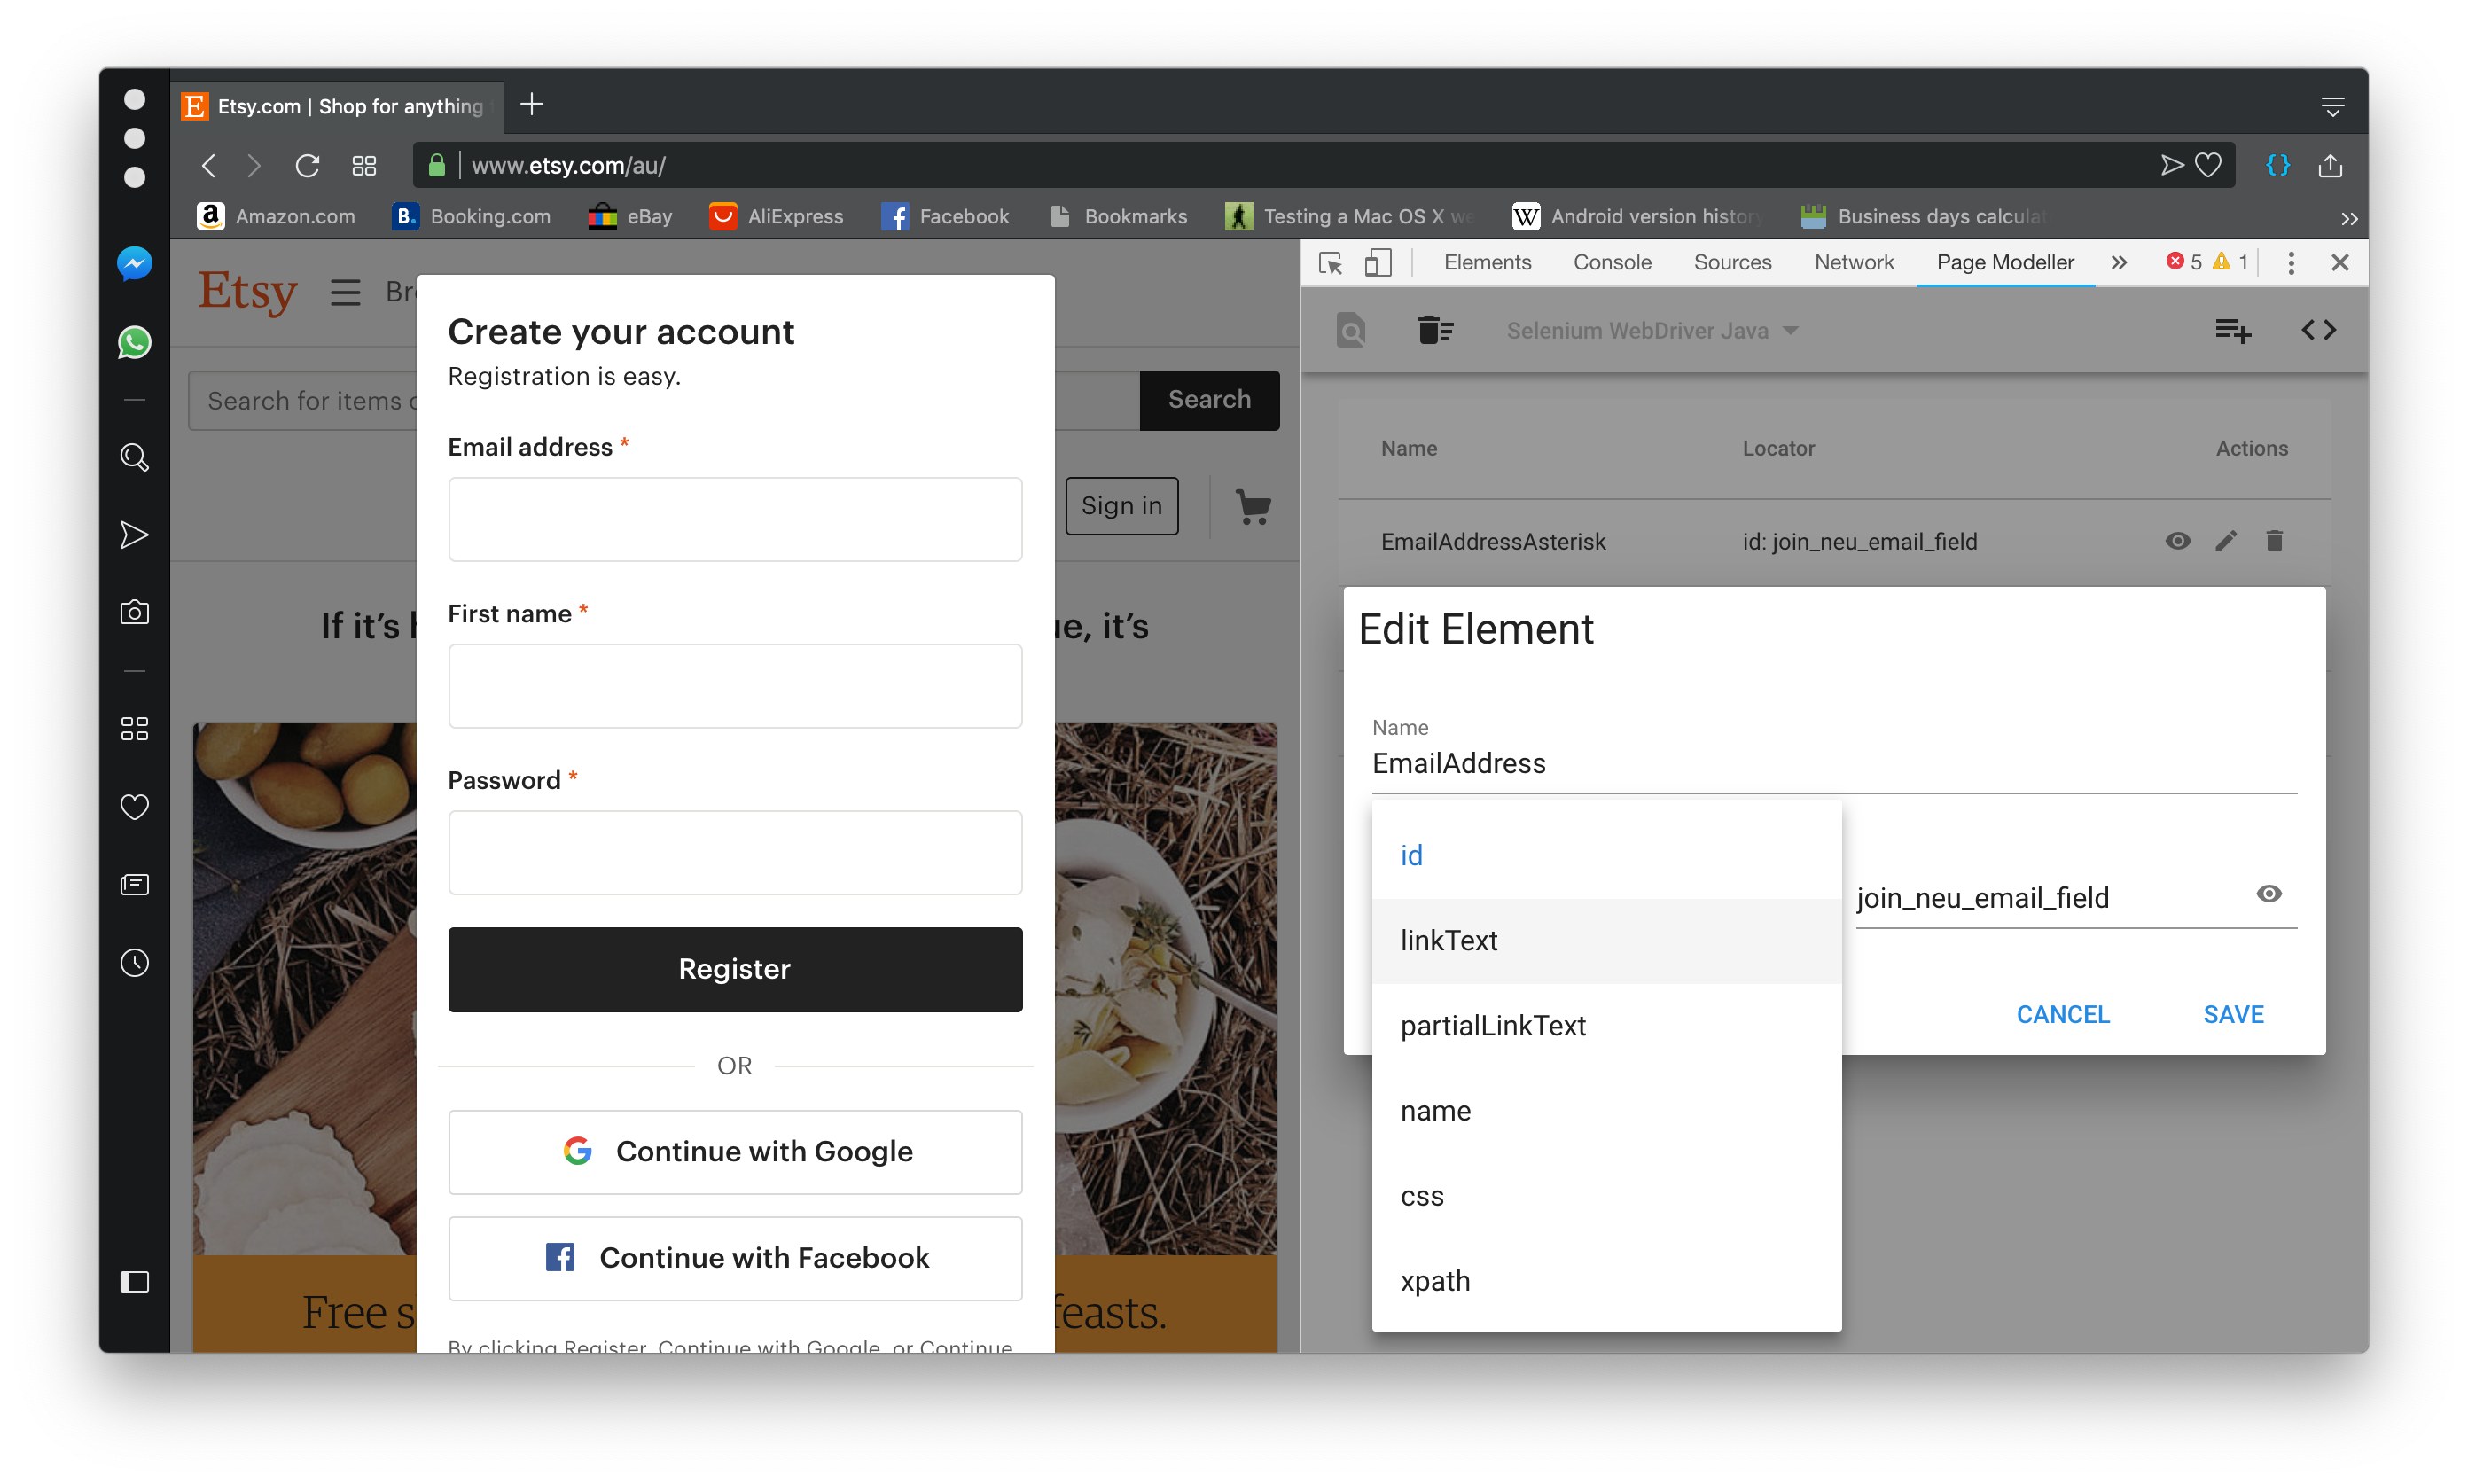 Etsy.com | Shop for anything
www.etsy.com/au/
Amazon.com
Booking.com
eBay
AliExpress
Facebook
Bookmarks
Testing a Mac OS X we
Android version history
Business days calculat
Etsy
Br
Search for items
Search
Sign in
If it's
ue, it's
Free s
feasts.
Create your account
Registration is easy.
Email address *
First name *
Password *
Register
OR
Continue with Google
Continue with Facebook
By clicking Register, Continue with Google, or Continue
Elements
Console
Sources
Network
Page Modeller
5
1
Selenium WebDriver Java
Name
Locator
Actions
EmailAddressAsterisk
id: join_neu_email_field
Edit Element
Name
EmailAddress
id
linkText
partialLinkText
name
css
xpath
join_neu_email_field
CANCEL
SAVE